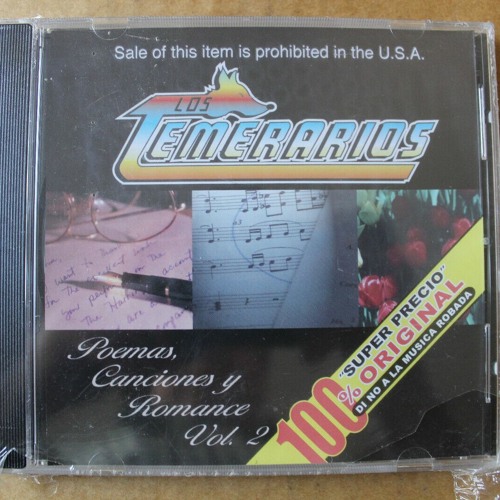 Sale of this item is prohibited in the U.S.A.
LOS
TEMERARIOS
Poemas,
Canciones y
Romance
Vol. 2
100% "SUPER PRECIO"
ORIGINAL
DI NO A LA MUSICA ROBADA